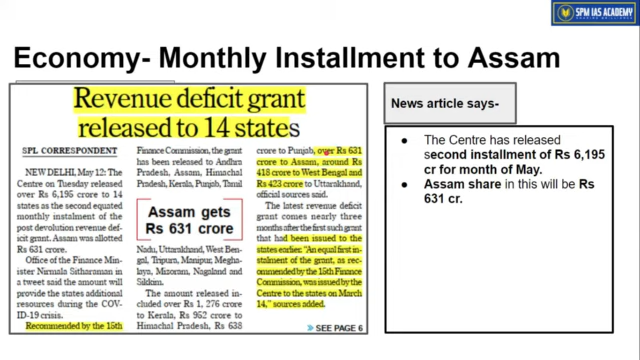 SPM IAS ACADEMY
Economy- Monthly Installment to Assam
Revenue deficit grant
released to 14 states
SPL CORRESPONDENT
NEW DELHI, May 12: The
Centre on Tuesday released
over Rs 6,195 crore to 14
states as the second equated
monthly instalment of the
post devolution revenue defi-
cit grant. Assam was allotted
Rs 631 crore.
Office of the Finance Min-
ister Nirmala Sitharaman in
a tweet said the amount will
provide the states additional
resources during the COV-
ID-19 crisis.
Recommended by the 15th
Finance Commission, the grant
has been released to Andhra
Pradesh, Assam, Himachal
Pradesh, Kerala, Punjab, Tamil
Assam gets
Rs 631 crore
Nadu, Uttarakhand, West Ben-
gal, Tripura, Manipur, Megha-
laya, Mizoram, Nagaland and
Sikkim.
The amount released in-
cluded over Rs 1, 276 crore
to Kerala, Rs 952 crore to
Himachal Pradesh, Rs 638
crore to Punjab, over Rs 631
crore to Assam, around Rs
418 crore to West Bengal and
Rs 423 crore to Uttarakhand,
official sources said.
The latest revenue deficit
grant comes nearly three
months after the first such grant
that had been issued to the
states earlier. "An equal first in-
stalment of the grant, as rec-
ommended by the 15th Finance
Commission, was issued by the
Centre to the states on March
14," sources added.
SEE PAGE 6
News article says-
● The Centre has released
second installment of Rs 6,195
cr for month of May.
● Assam share in this will be Rs
631 cr.